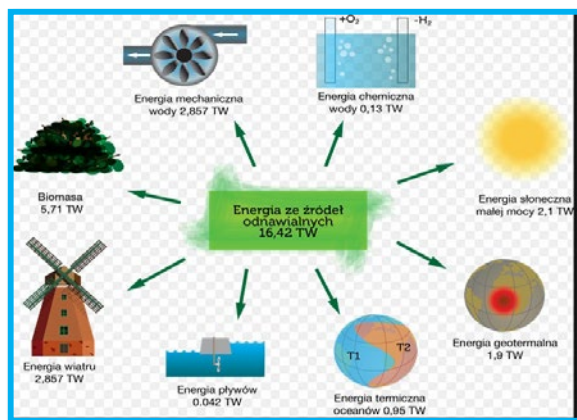 +O₂
-H₂
Energia mechaniczna
wody 2,857 TW
Energia chemiczna
wody 0,13 TW
Biomasa
5,71 TW
Energia słoneczna
małej mocy 2,1 TW
Energia ze źródeł
odnawialnych
16,42 TW
Energia wiatru
2,857 TW
Energia pływów
0.042 TW
T1
T2
Energia termiczna
oceanów 0,95 TW
Energia geotermalna
1,9 TW